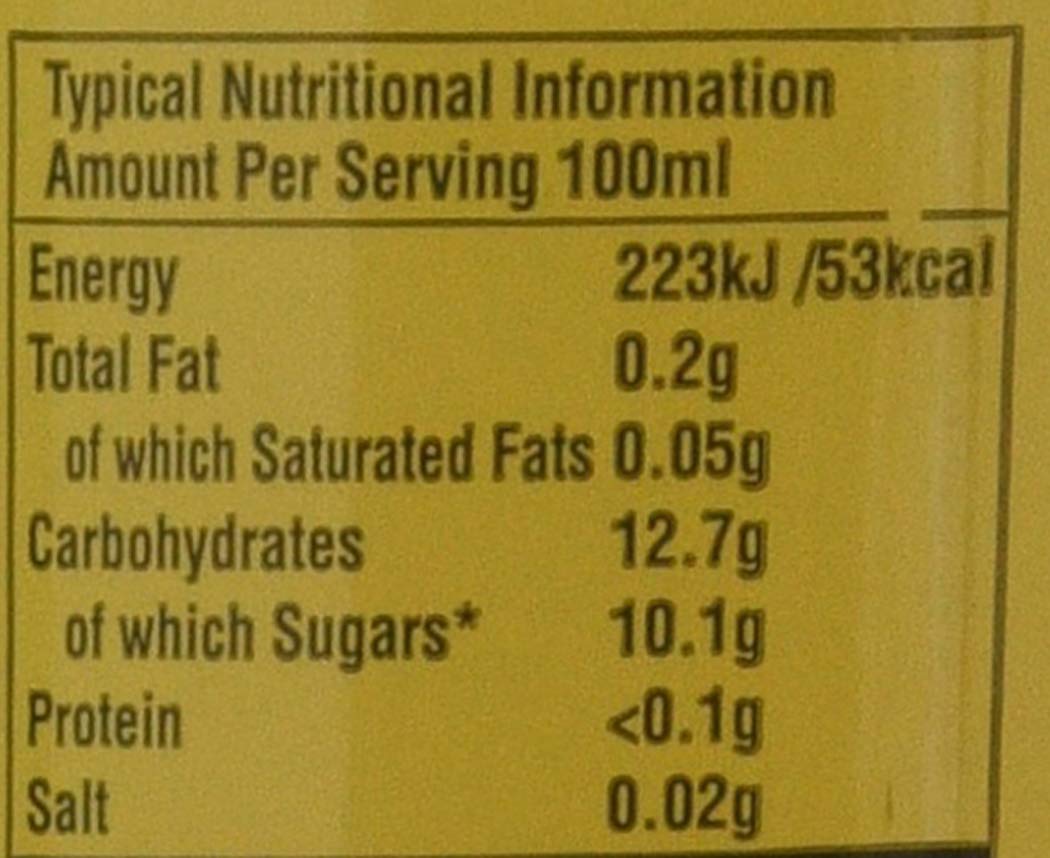 Typical Nutritional Information
Amount Per Serving 100ml
Energy 223kJ /53kcal
Total Fat 0.2g
of which Saturated Fats 0.05g
Carbohydrates 12.7g
of which Sugars* 10.1g
Protein <0.1g
Salt 0.02g